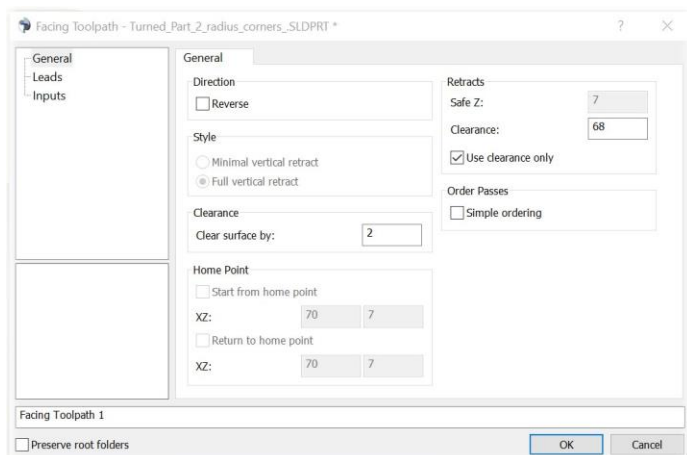 Facing Toolpath - Turned_Part_2_radius_corners_.SLDPRT *
?
General
Leads
Inputs
General
Direction
Reverse
Style
Minimal vertical retract
Full vertical retract
Clearance
Clear surface by: 2
Home Point
Start from home point
XZ: 70 7
Return to home point
XZ: 70 7
Retracts
Safe Z: 7
Clearance: 68
Use clearance only
Order Passes
Simple ordering
Facing Toolpath 1
Preserve root folders
OK Cancel